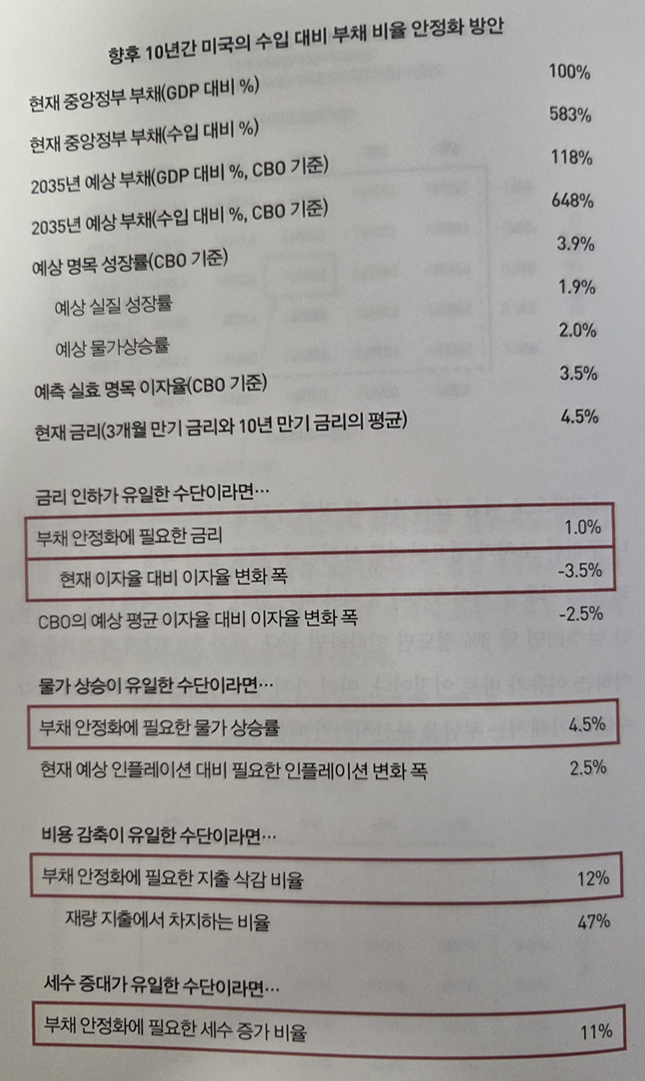 향후 10년간 미국의 수입 대비 부채 비율 안정화 방안
현재 중앙정부 부채(GDP 대비 %) 100%
현재 중앙정부 부채(수입 대비 %) 583%
2035년 예상 부채(GDP 대비 %, CBO 기준) 118%
2035년 예상 부채(수입 대비 %, CBO 기준) 648%
예상 명목 성장률(CBO 기준) 3.9%
예상 실질 성장률 1.9%
예상 물가상승률 2.0%
예측 실효 명목 이자율(CBO 기준) 3.5%
현재 금리(3개월 만기 금리와 10년 만기 금리의 평균) 4.5%
금리 인하가 유일한 수단이라면…
부채 안정화에 필요한 금리 1.0%
현재 이자율 대비 이자율 변화 폭 -3.5%
CBO의 예상 평균 이자율 대비 이자율 변화 폭 -2.5%
물가 상승이 유일한 수단이라면…
부채 안정화에 필요한 물가 상승률 4.5%
현재 예상 인플레이션 대비 필요한 인플레이션 변화 폭 2.5%
비용 감축이 유일한 수단이라면…
부채 안정화에 필요한 지출 삭감 비율 12%
재량 지출에서 차지하는 비율 47%
세수 증대가 유일한 수단이라면…
부채 안정화에 필요한 세수 증가 비율 11%